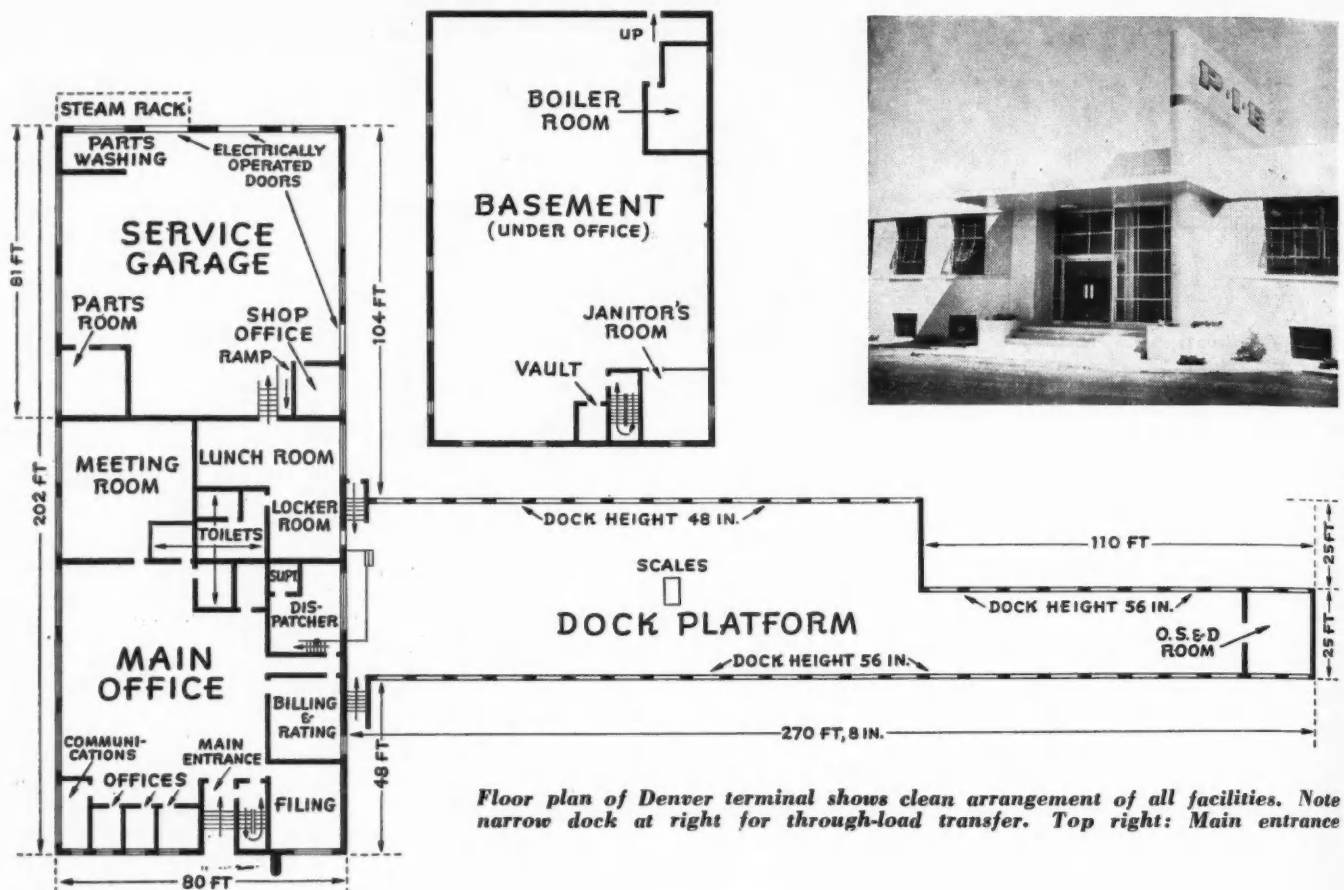 STEAM RACK
PARTS
WASHING
ELECTRICALLY
OPERATED
DOORS
SERVICE
GARAGE
81 FT
202 FT
104 FT
PARTS
ROOM
SHOP
OFFICE
RAMP
MEETING
ROOM
LUNCH ROOM
LOCKER
ROOM
TOILETS
SUPT.
DIS-
PATCHER
MAIN
OFFICE
BILLING
&
RATING
COMMUNI-
CATIONS
MAIN
ENTRANCE
OFFICES
FILING
48 FT
80 FT
UP
BOILER
ROOM
BASEMENT
(UNDER OFFICE)
JANITOR'S
ROOM
VAULT
P·I·E
DOCK HEIGHT 48 IN.
110 FT
25 FT
SCALES
DOCK PLATFORM
DOCK HEIGHT 56 IN.
O.S.&D
ROOM
25 FT
DOCK HEIGHT 56 IN.
270 FT, 8 IN.
Floor plan of Denver terminal shows clean arrangement of all facilities. Note
narrow dock at right for through-load transfer. Top right: Main entrance